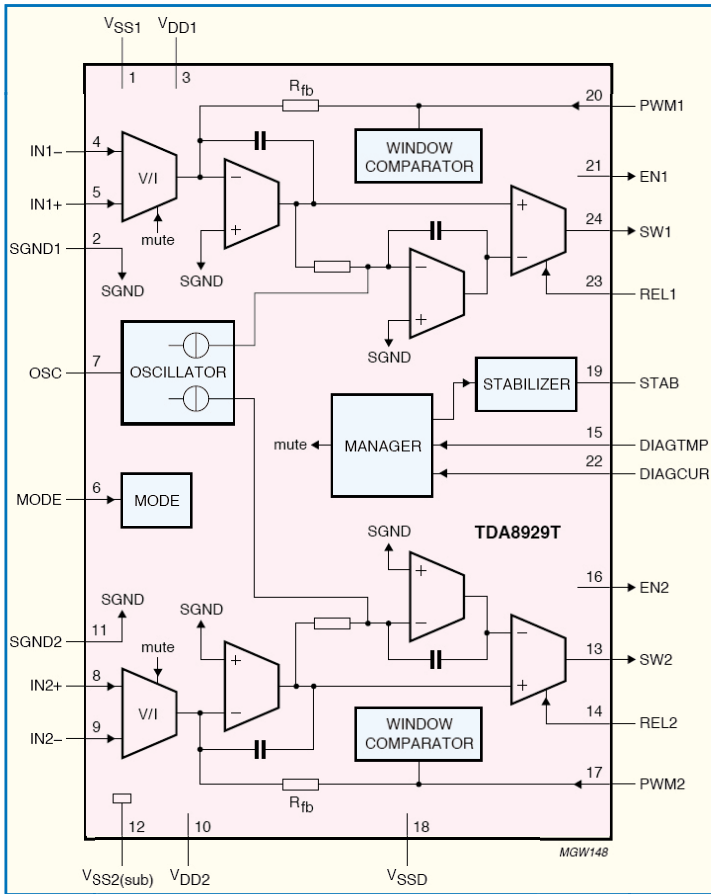 VSS1 VDD1
1 3
Rfb 20 PWM1
WINDOW
COMPARATOR
IN1− 4
V/I − 21 EN1
IN1+ 5 + + 24 SW1
mute −
SGND1 2
SGND SGND − 23 REL1
+
SGND
OSC 7 OSCILLATOR
STABILIZER 19 STAB
mute MANAGER 15 DIAGTMP
22 DIAGCUR
MODE 6 MODE
SGND TDA8929T
+ 16 EN2
SGND SGND
SGND2 11 −
mute − 13 SW2
IN2+ 8 + +
V/I − 14 REL2
IN2− 9
WINDOW
COMPARATOR
17 PWM2
Rfb
12 10 18
MGW148
VSS2(sub) VDD2 VSSD